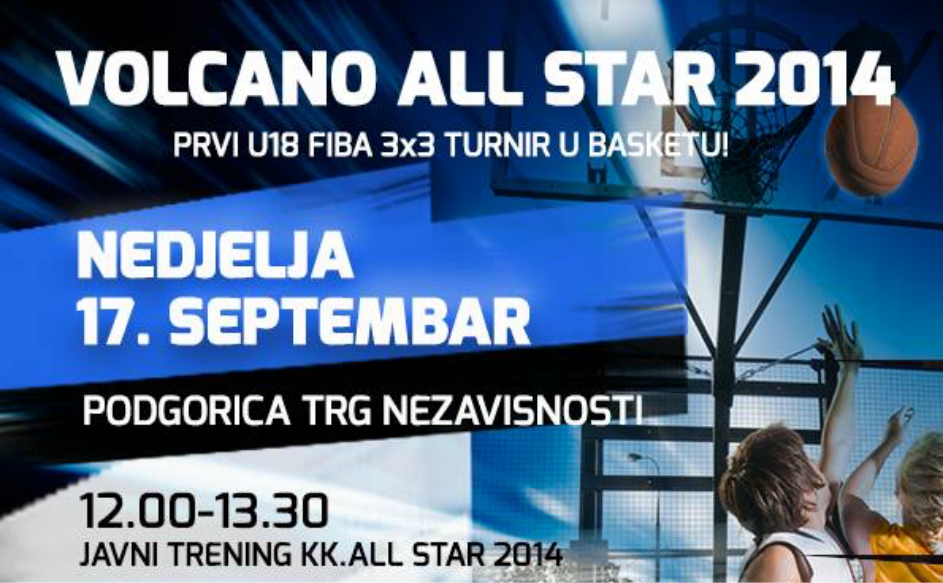 VOLCANO ALL STAR 2014
PRVI U18 FIBA 3x3 TURNIR U BASKETU!
NEDJELJA
17. SEPTEMBAR
PODGORICA TRG NEZAVISNOSTI
12.00-13.30
JAVNI TRENING KK.ALL STAR 2014